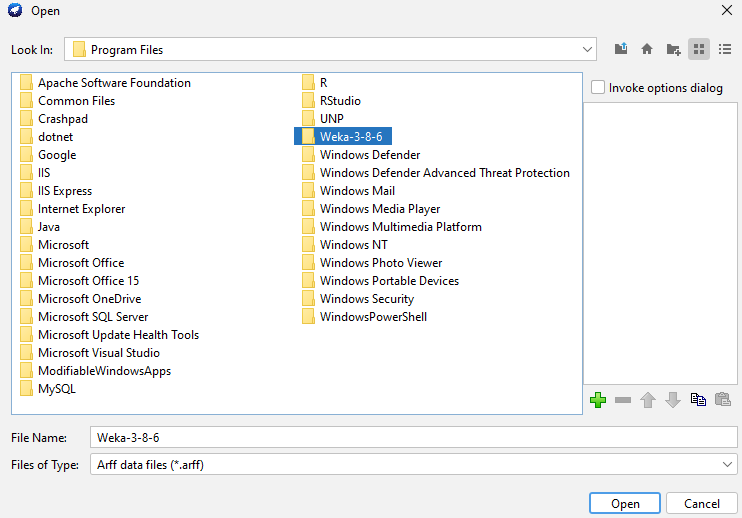 Open
Look In: Program Files
Invoke options dialog
Apache Software Foundation
Common Files
Crashpad
dotnet
Google
IIS
IIS Express
Internet Explorer
Java
Microsoft
Microsoft Office
Microsoft Office 15
Microsoft OneDrive
Microsoft SQL Server
Microsoft Update Health Tools
Microsoft Visual Studio
ModifiableWindowsApps
MySQL
R
RStudio
UNP
Weka-3-8-6
Windows Defender
Windows Defender Advanced Threat Protection
Windows Mail
Windows Media Player
Windows Multimedia Platform
Windows NT
Windows Photo Viewer
Windows Portable Devices
Windows Security
WindowsPowerShell
File Name: Weka-3-8-6
Files of Type: Arff data files (*.arff)
Open Cancel